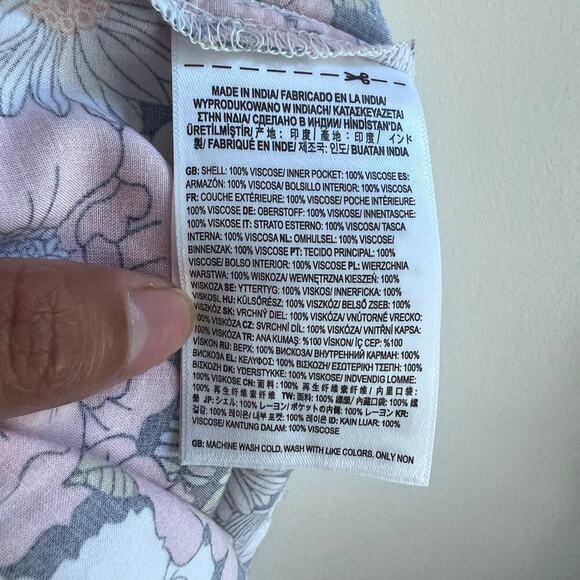 MADE IN INDIA/ FABRICADO EN LA INDIA/
WYPRODUKOWANO W INDIACH/ ΚΑΤΑΣΚΕΥΑΖΕΤΑΙ
ΣΤΗΝ INDIA/ СДЕЛАНО В ИНДИИ/ HİNDİSTAN'DA
ÜRETİLMİŞTİR/ 产 地 : 印 度 / 產 地 : 印 度 / インド
製/ FABRIQUÉ EN INDE/ 제조국: 인도/ BUATAN INDIA
GB: SHELL: 100% VISCOSE/ INNER POCKET: 100% VISCOSE ES:
ARMAZÓN: 100% VISCOSA/ BOLSILLO INTERIOR: 100% VISCOSA
FR: COUCHE EXTÉRIEURE: 100% VISCOSE/ POCHE INTÉRIEURE:
100% VISCOSE DE: OBERSTOFF: 100% VISKOSE/ INNENTASCHE:
100% VISKOSE IT: STRATO ESTERNO: 100% VISCOSA/ TASCA
INTERNA: 100% VISCOSA NL: OMHULSEL: 100% VISCOSE/
BINNENZAK: 100% VISCOSE PT: TECIDO PRINCIPAL: 100%
VISCOSE/ BOLSO INTERIOR: 100% VISCOSE PL: WIERZCHNIA
WARSTWA: 100% WISKOZA/ WEWNĘTRZNA KIESZEŃ: 100%
WISKOZA SE: YTTERTYG: 100% VISKOS/ INNERFICKA: 100%
VISKOS HU: KÜLSŐRÉSZ: 100% VISZKÓZ/ BELSŐ ZSEB: 100%
VISZKÓZ SK: VRCHNÝ DIEL: 100% VISKÓZA/ VNÚTORNÉ VRECKO:
100% VISKÓZA CZ: SVRCHNÍ DÍL: 100% VISKÓZA/ VNITŘNÍ KAPSA:
100% VISKÓZA TR: ANA KUMAŞ: %100 VİSKON/ İÇ CEP: %100
VİSKON RU: ВЕРХ: 100% ВИСКОЗА/ ВНУТРЕННИЙ КАРМАН: 100%
ВИСКОЗА EL: ΚΕΛΥΦΟΣ: 100% ΒΙΣΚΟΖΗ/ ΕΣΩΤΕΡΙΚΗ ΤΣΕΠΗ: 100%
ΒΙΣΚΟΖΗ DK: YDERSTYKKE: 100% VISKOSE/ INDVENDIG LOMME:
100% VISKOSE CN: 面料: 100% 再生纤维素纤维/ 内里口袋:
100% 再生纤维素纤维 TW: 面料: 100% 嫘縈/ 內藏口袋: 100% 嫘縈
JP: シェル: 100% レーヨン/ ポケットの内側: 100% レーヨン KR:
겉감: 100% 레이온/ 내부 포켓: 100% 레이온 ID: KAIN LUAR: 100%
VISCOSE/ KANTUNG DALAM: 100% VISCOSE
GB: MACHINE WASH COLD. WASH WITH LIKE COLORS. ONLY NON